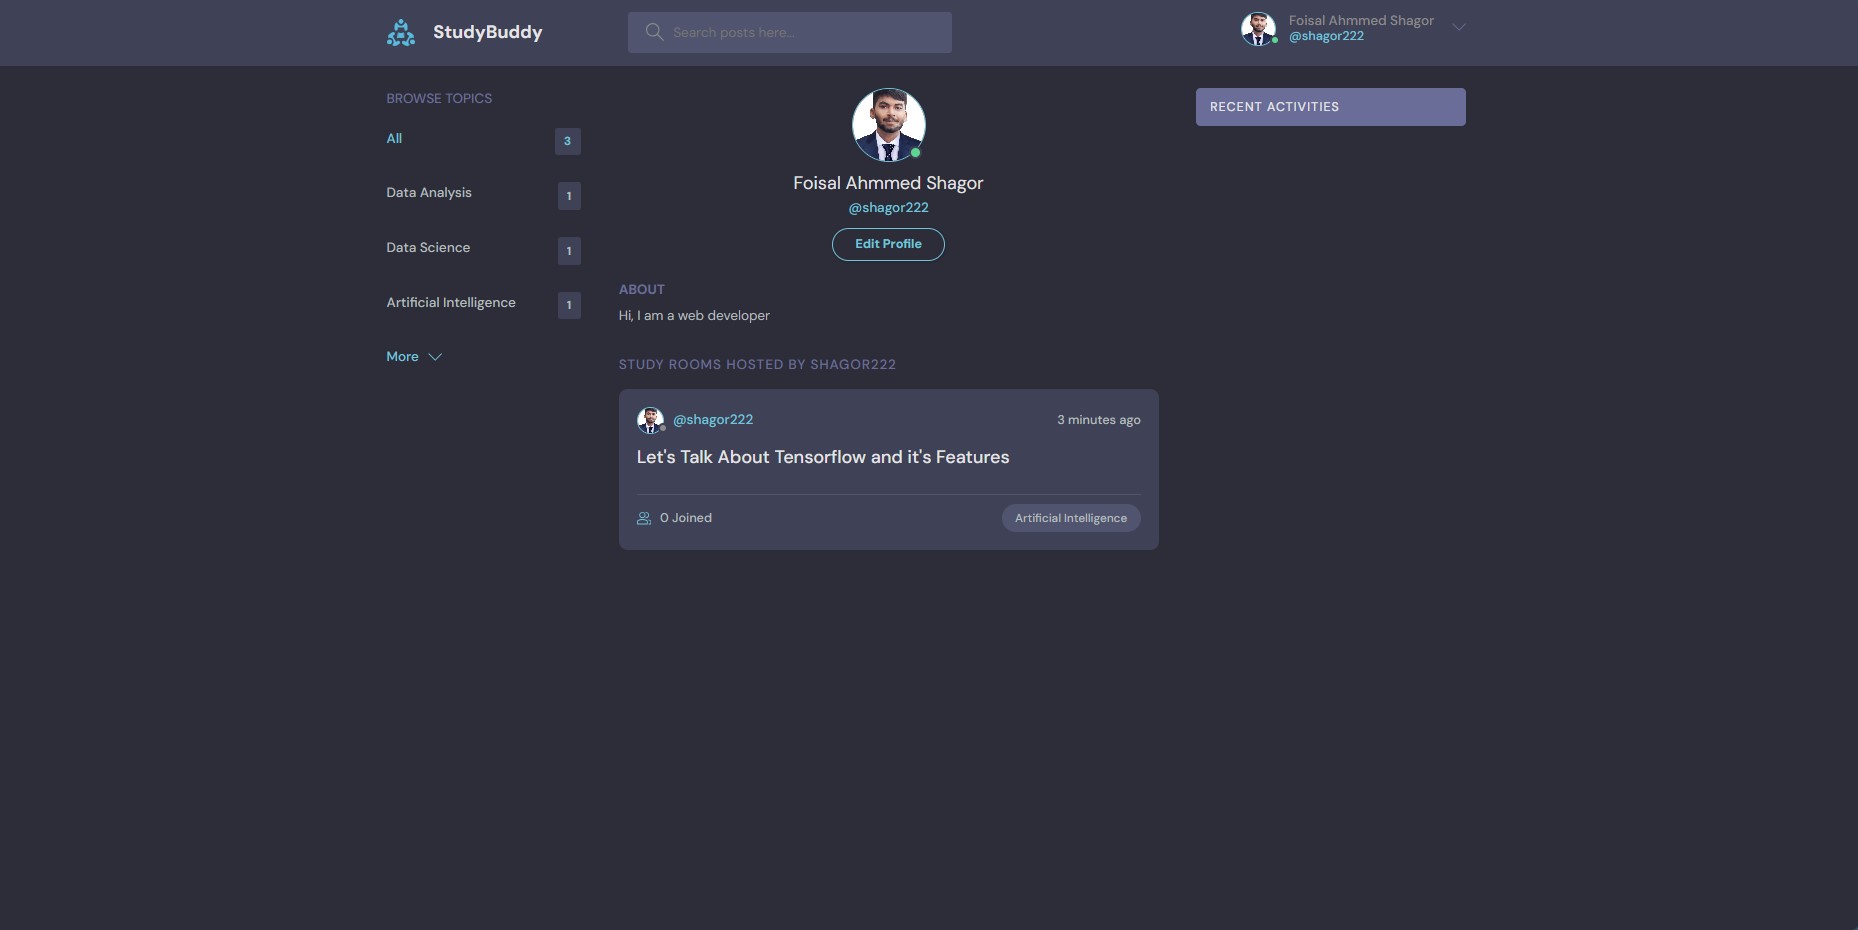 StudyBuddy
Search posts here...
Foisal Ahmmed Shagor
@shagor222
BROWSE TOPICS
All 3
Data Analysis 1
Data Science 1
Artificial Intelligence 1
More
Foisal Ahmmed Shagor
@shagor222
Edit Profile
ABOUT
Hi, I am a web developer
STUDY ROOMS HOSTED BY SHAGOR222
@shagor222 3 minutes ago
Let's Talk About Tensorflow and it's Features
0 Joined Artificial Intelligence
RECENT ACTIVITIES